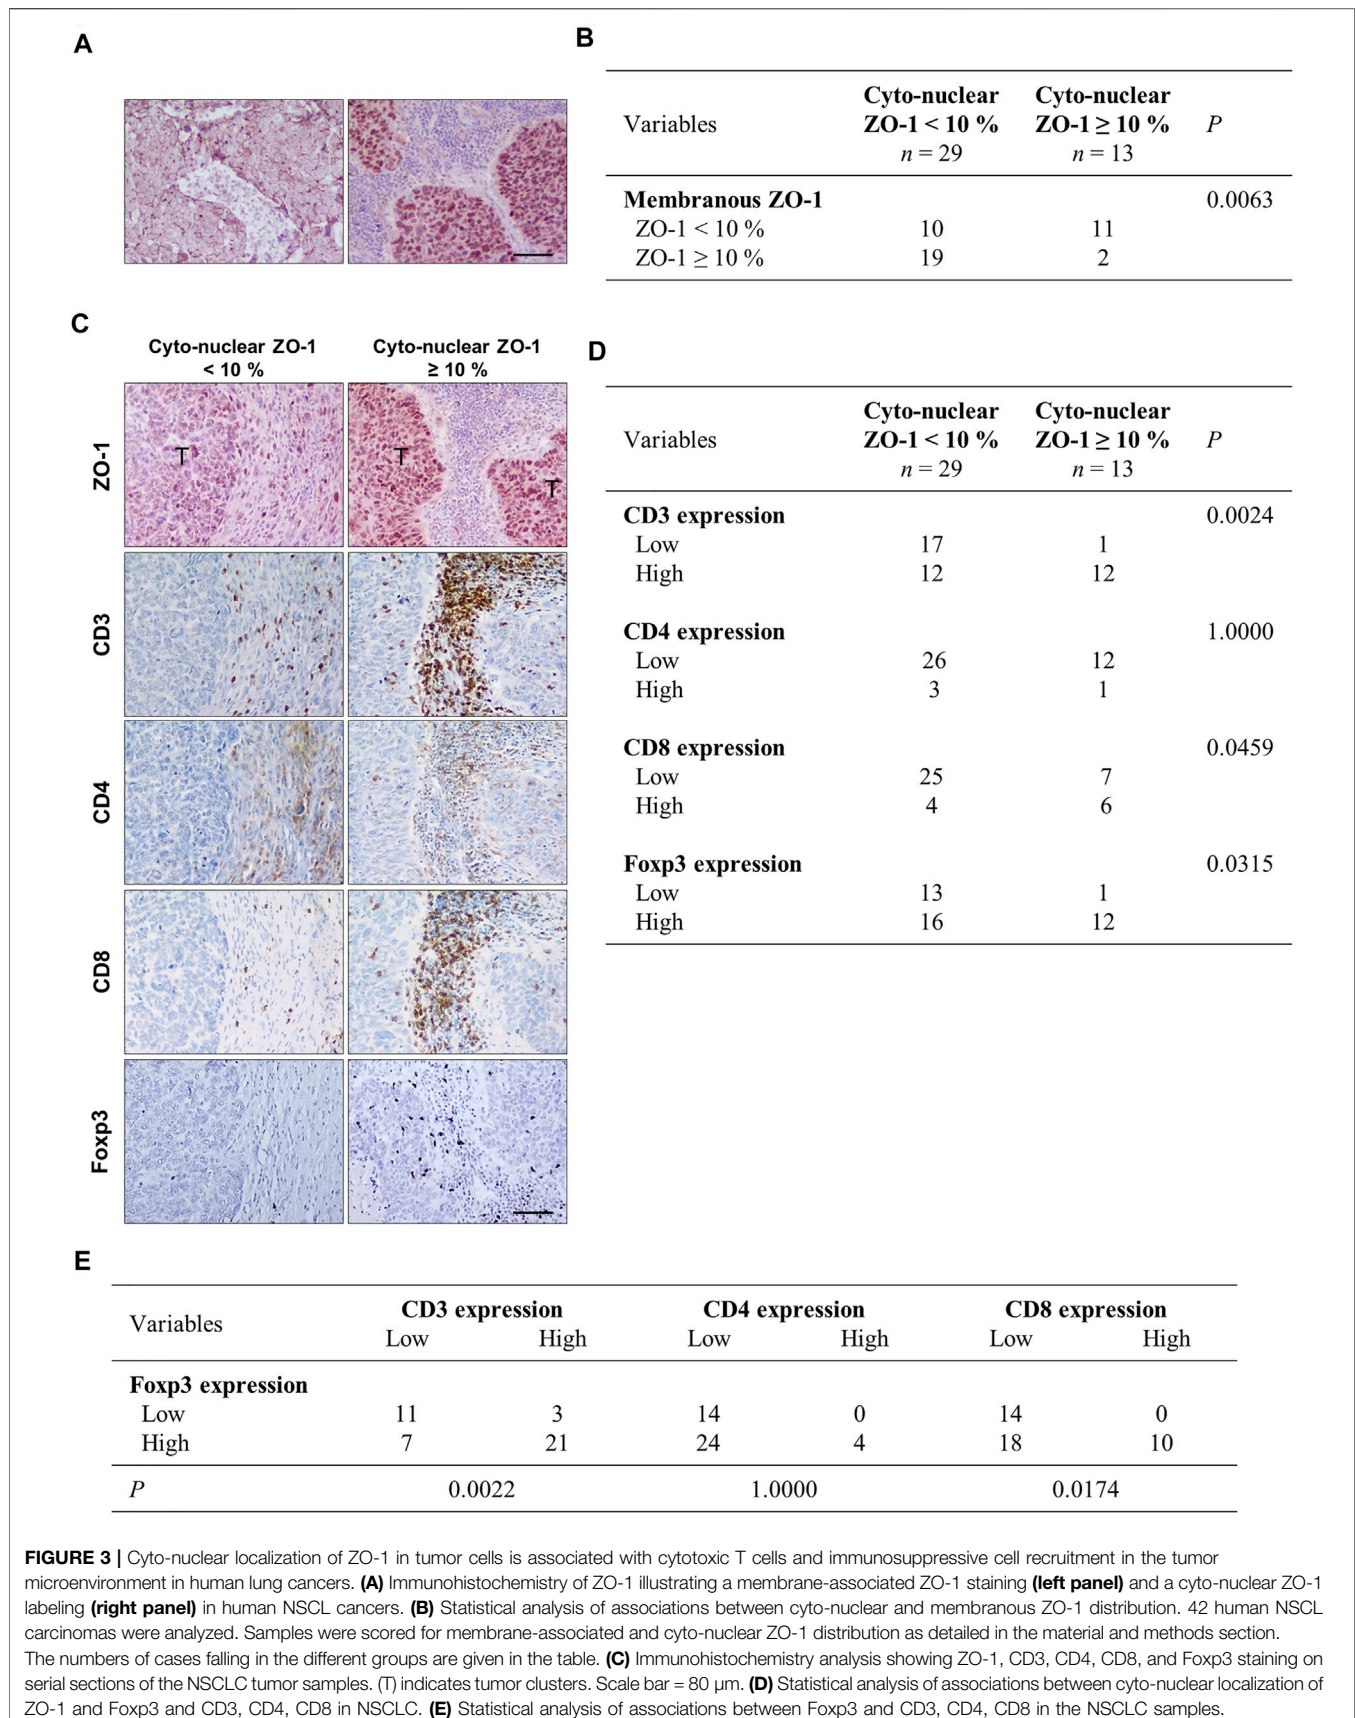 A
B
Variables
Cyto-nuclear
ZO-1 < 10 %
n = 29
Cyto-nuclear
ZO-1 ≥ 10 %
n = 13
P
Membranous ZO-1 0.0063
ZO-1 < 10 % 10 11
ZO-1 ≥ 10 % 19 2
C
Cyto-nuclear ZO-1
< 10 %
Cyto-nuclear ZO-1
≥ 10 %
ZO-1
T
T
T
CD3
CD4
CD8
Foxp3
D
Variables
Cyto-nuclear
ZO-1 < 10 %
n = 29
Cyto-nuclear
ZO-1 ≥ 10 %
n = 13
P
CD3 expression 0.0024
Low 17 1
High 12 12
CD4 expression 1.0000
Low 26 12
High 3 1
CD8 expression 0.0459
Low 25 7
High 4 6
Foxp3 expression 0.0315
Low 13 1
High 16 12
E
Variables
CD3 expression CD4 expression CD8 expression
Low High Low High Low High
Foxp3 expression
Low 11 3 14 0 14 0
High 7 21 24 4 18 10
P 0.0022 1.0000 0.0174
FIGURE 3 | Cyto-nuclear localization of ZO-1 in tumor cells is associated with cytotoxic T cells and immunosuppressive cell recruitment in the tumor
microenvironment in human lung cancers. (A) Immunohistochemistry of ZO-1 illustrating a membrane-associated ZO-1 staining (left panel) and a cyto-nuclear ZO-1
labeling (right panel) in human NSCL cancers. (B) Statistical analysis of associations between cyto-nuclear and membranous ZO-1 distribution. 42 human NSCL
carcinomas were analyzed. Samples were scored for membrane-associated and cyto-nuclear ZO-1 distribution as detailed in the material and methods section.
The numbers of cases falling in the different groups are given in the table. (C) Immunohistochemistry analysis showing ZO-1, CD3, CD4, CD8, and Foxp3 staining on
serial sections of the NSCLC tumor samples. (T) indicates tumor clusters. Scale bar = 80 µm. (D) Statistical analysis of associations between cyto-nuclear localization of
ZO-1 and Foxp3 and CD3, CD4, CD8 in NSCLC. (E) Statistical analysis of associations between Foxp3 and CD3, CD4, CD8 in the NSCLC samples.